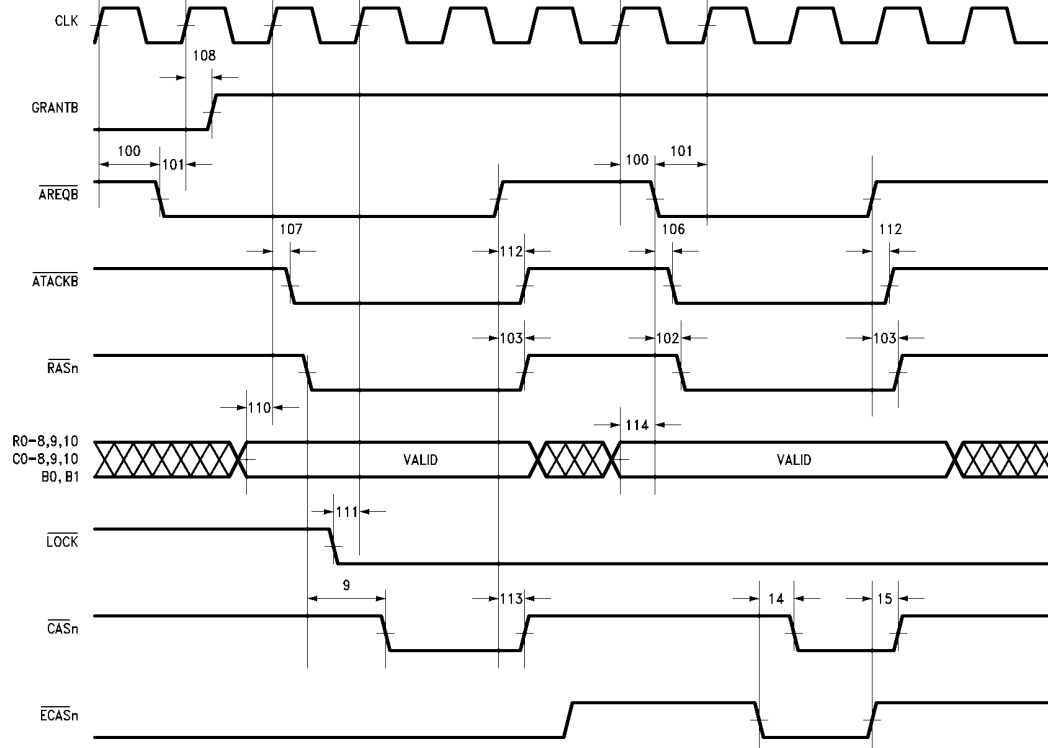 CLK
108
GRANTB
100 101 100 101
AREQB
107 112 106 112
ATACKB
103 102 103
RASn
110 114
R0-8,9,10
C0-8,9,10 VALID VALID
B0,B1
111
LOCK
9 113 14 15
CASn
ECASn